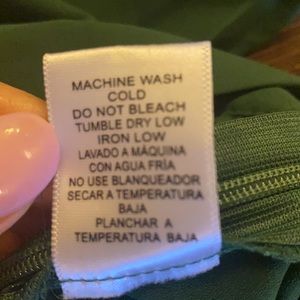 MACHINE WASH
COLD
DO NOT BLEACH
TUMBLE DRY LOW
IRON LOW
LAVADO A MÁQUINA
CON AGUA FRÍA
NO USE BLANQUEADOR
SECAR A TEMPERATURA
BAJA
PLANCHAR A
TEMPERATURA BAJA